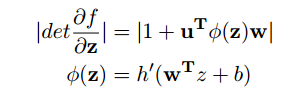 |det ∂f/∂z| = |1 + uᵀϕ(z)w|
ϕ(z) = h′(wᵀz + b)